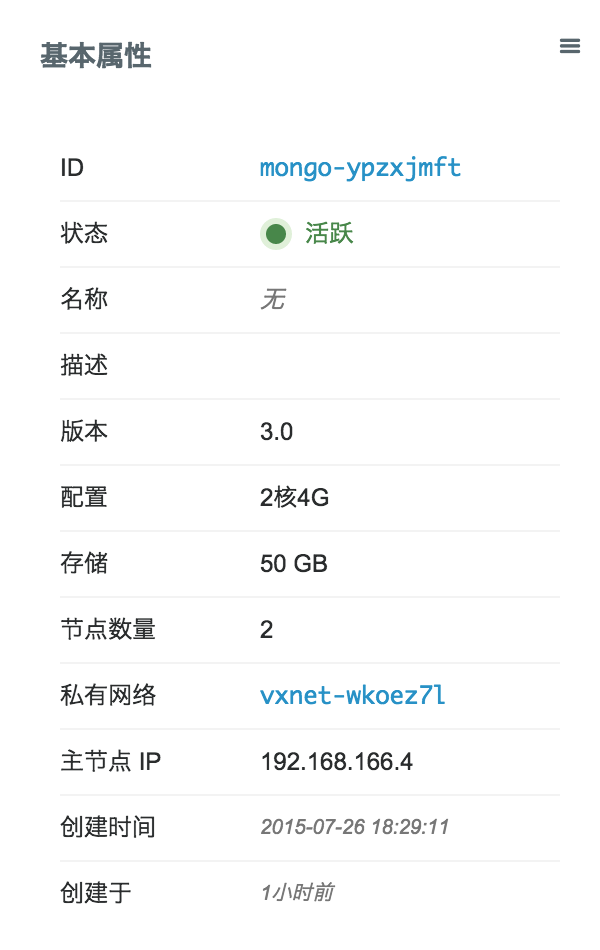 基本属性
ID mongo-ypzxjmft
状态 活跃
名称 无
描述
版本 3.0
配置 2核4G
存储 50 GB
节点数量 2
私有网络 vxnet-wkoez7l
主节点 IP 192.168.166.4
创建时间 2015-07-26 18:29:11
创建于 1小时前